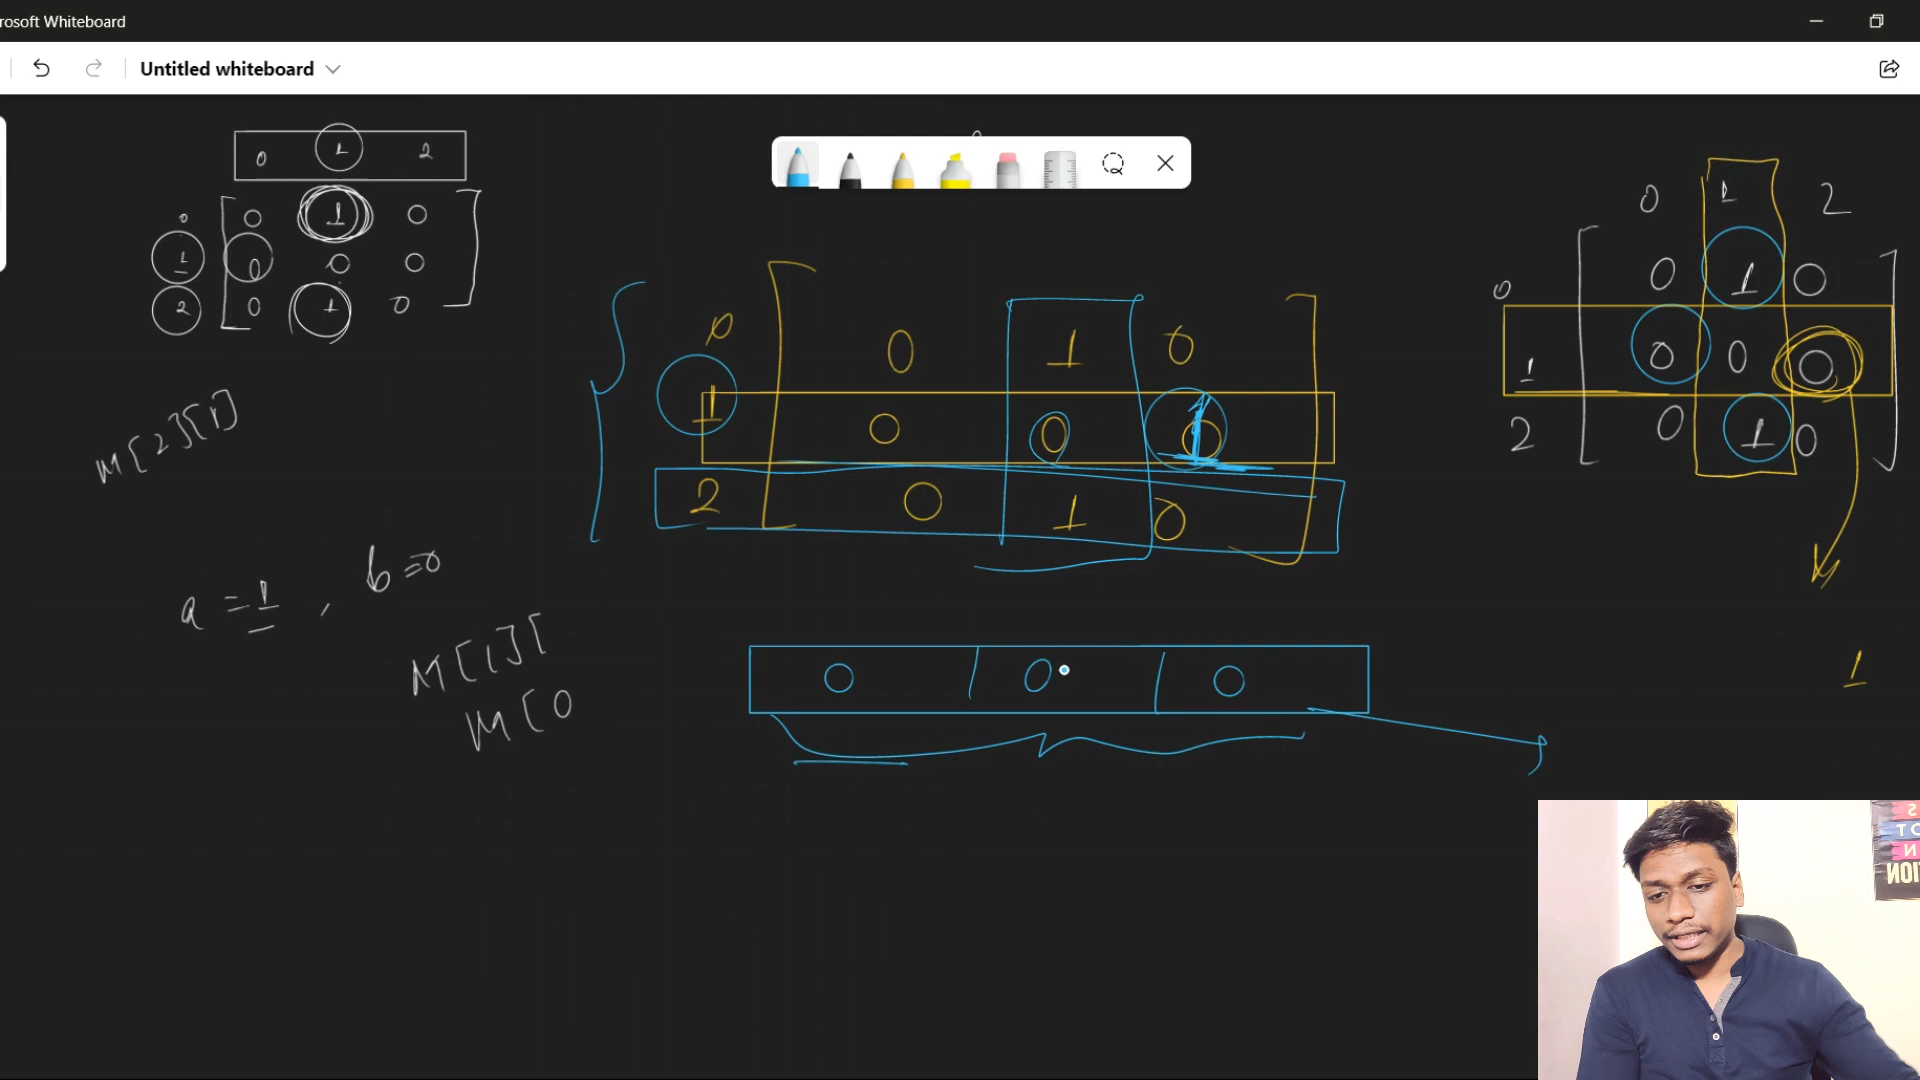 rosoft Whiteboard
Untitled whiteboard
0 1 2
0 0 1 0
1 0 0 0
2 0 1 0
M[2][1]
a = 1, b = 0
M[1][
M[0
0 0 1 0
1 0 0 1
2 0 1 0
0 0 0
0 1 2
0 0 1 0
1 0 0 0
2 0 1 0
1